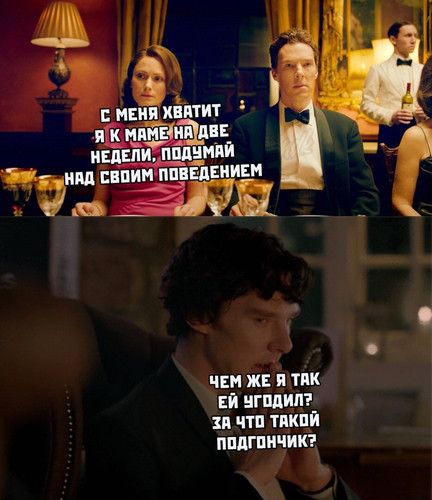 С МЕНЯ ХВАТИТ
Я К МАМЕ НА ДВЕ
НЕДЕЛИ, ПОДУМАЙ
НАД СВОИМ ПОВЕДЕНИЕМ
ЧЕМ ЖЕ Я ТАК
ЕЙ УГОДИЛ?
ЗА ЧТО ТАКОЙ
ПОДГОНЧИК?